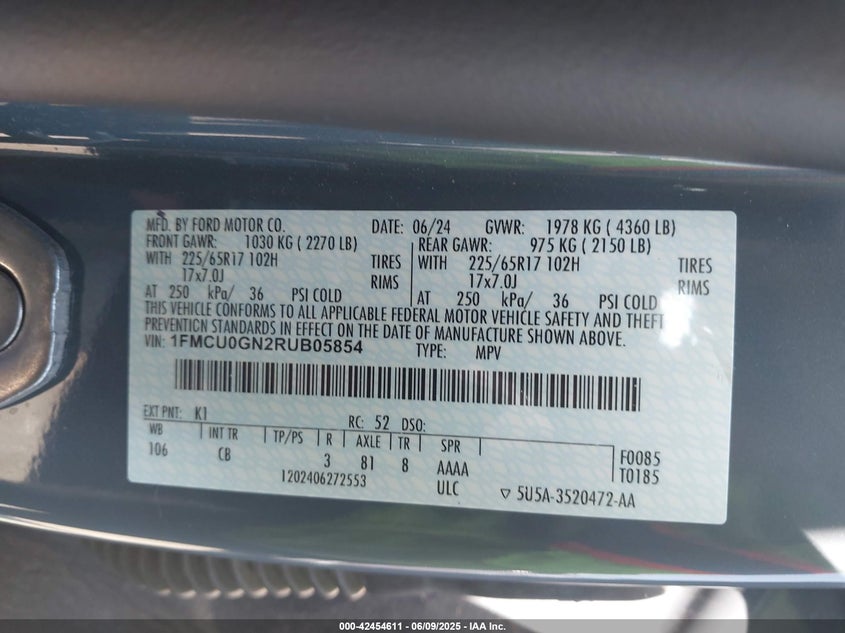 MFD. BY FORD MOTOR CO. DATE: 06/24 GVWR: 1978 KG ( 4360 LB)
FRONT GAWR: 1030 KG ( 2270 LB) REAR GAWR: 975 KG ( 2150 LB)
WITH 225/65R17 102H TIRES WITH 225/65R17 102H TIRES
17x7.0J RIMS 17x7.0J RIMS
AT 250 kPa/ 36 PSI COLD AT 250 kPa/ 36 PSI COLD
THIS VEHICLE CONFORMS TO ALL APPLICABLE FEDERAL MOTOR VEHICLE SAFETY AND THEFT
PREVENTION STANDARDS IN EFFECT ON THE DATE OF MANUFACTURE SHOWN ABOVE.
VIN: 1FMCU0GN2RUB05854 TYPE: MPV
EXT PNT: K1 RC: 52 DSO:
WB INT TR TP/PS R AXLE TR SPR F0085
106 CB 3 81 8 AAAA T0185
1202406272553 ULC ▽ 5U5A-3520472-AA
000-42454611 - 06/09/2025 - IAA Inc.